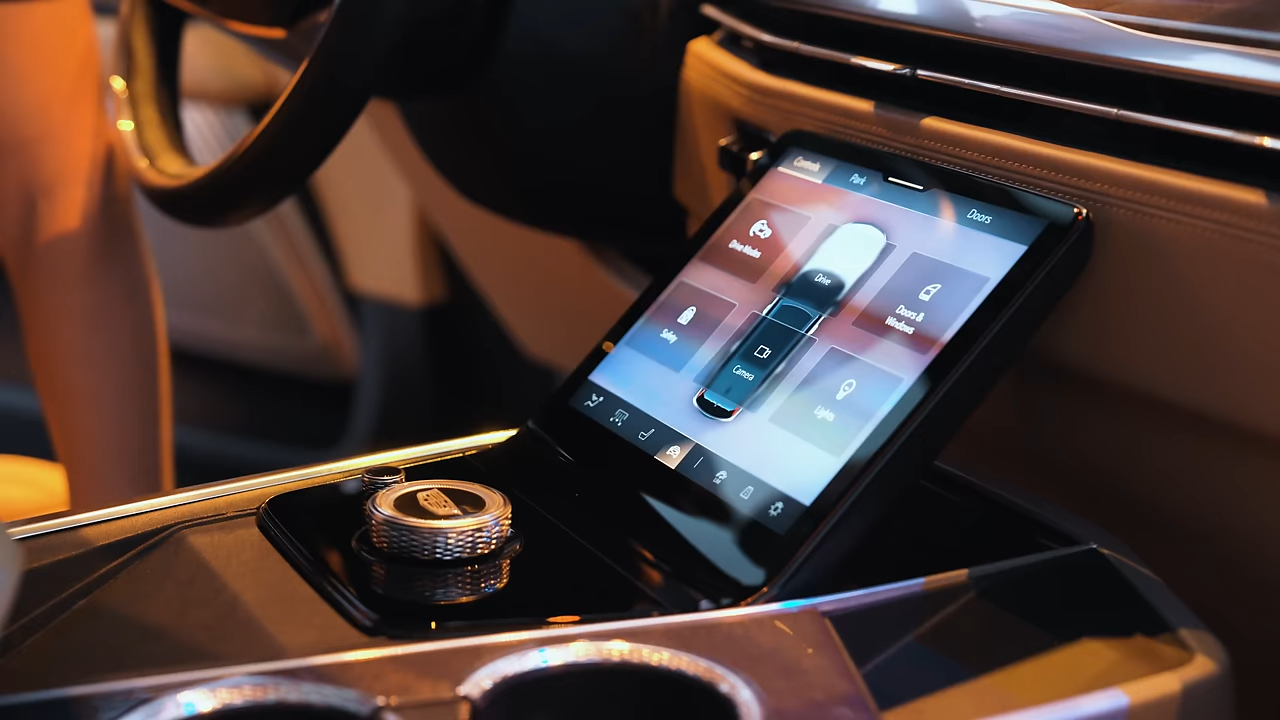 Controls
Park
Doors
Drive Modes
Drive
Doors &
Windows
Safety
Camera
Lights